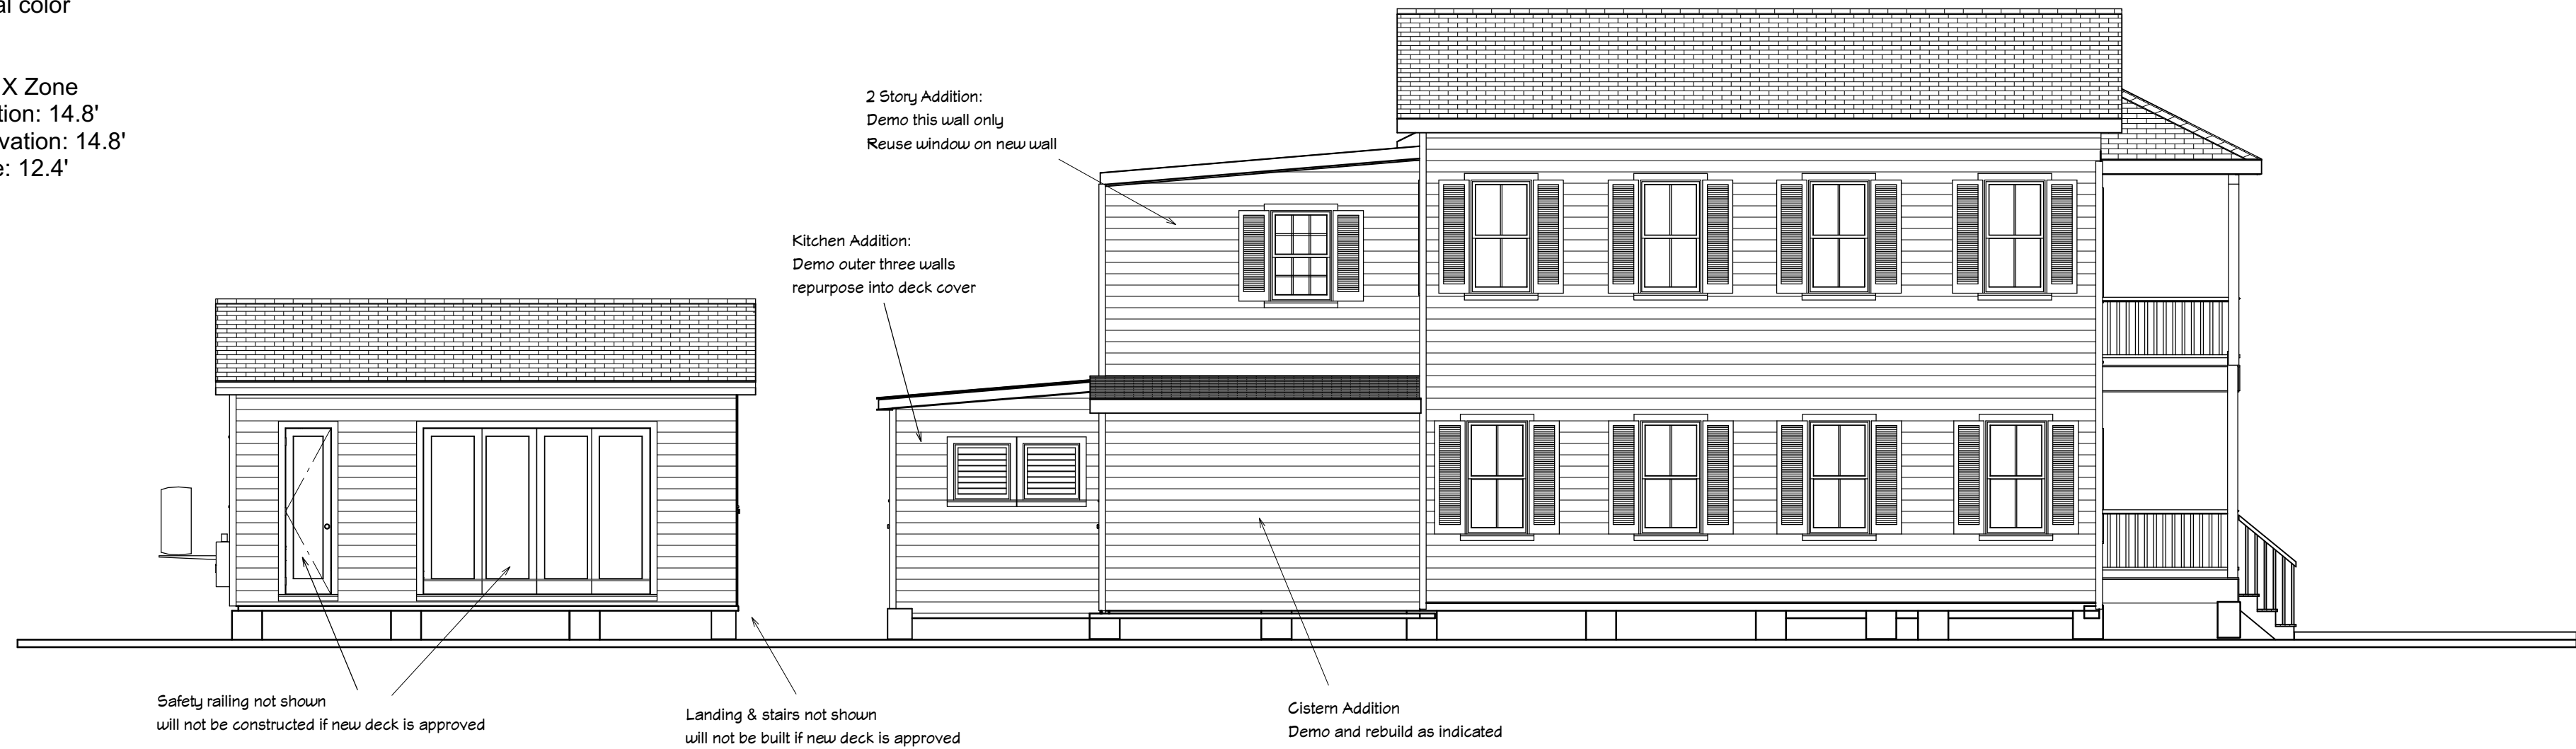 al color
X Zone
tion: 14.8'
vation: 14.8'
e: 12.4'
2 Story Addition:
Demo this wall only
Reuse window on new wall
Kitchen Addition:
Demo outer three walls
repurpose into deck cover
Safety railing not shown
will not be constructed if new deck is approved
Landing & stairs not shown
will not be built if new deck is approved
Cistern Addition
Demo and rebuild as indicated